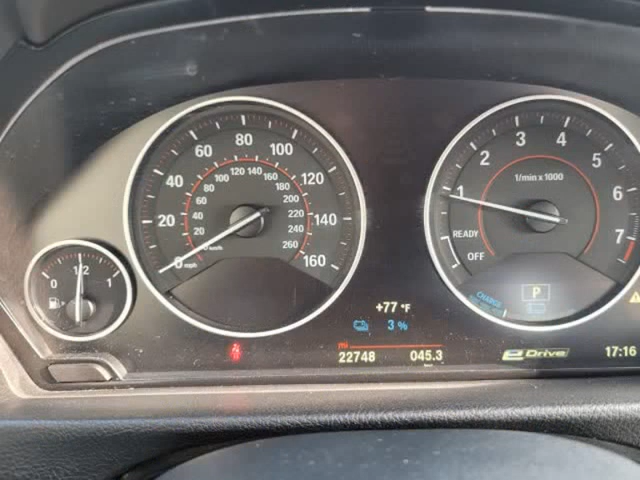 0 1/2 1
0 20 40 60 80 100 120 140 160
mph
20 40 60 80 100 120 140 160 180 200 220 240 260
km/h
OFF READY 1 2 3 4 5 6 7
1/min x 1000
CHARGE
P
+77 °F
3 %
mi
22748 045.3
eDrive
17:16